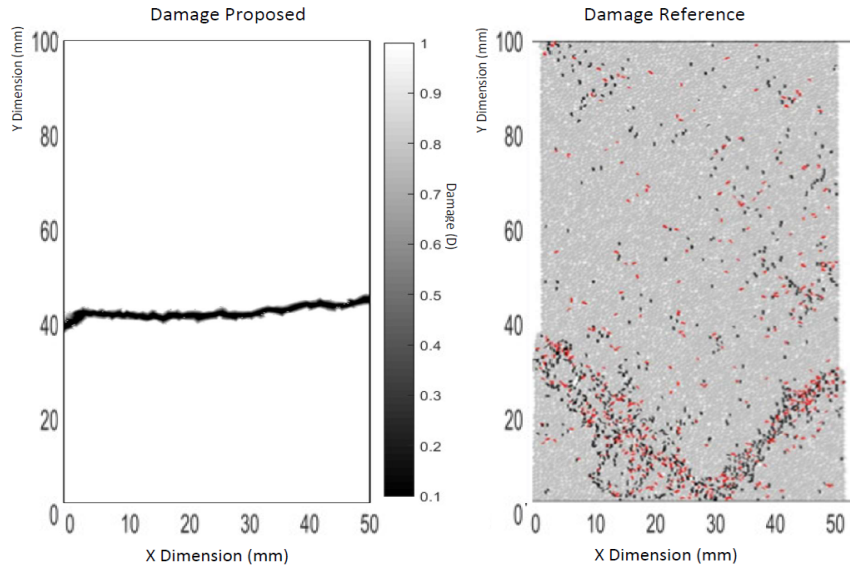 Damage Proposed
Damage Reference
100
80
60
40
20
0
Y Dimension (mm)
0 10 20 30 40 50
X Dimension (mm)
1
0.9
0.8
0.7
0.6
0.5
0.4
0.3
0.2
0.1
Damage (D)
100
80
60
40
20
0
Y Dimension (mm)
0 10 20 30 40 50
X Dimension (mm)